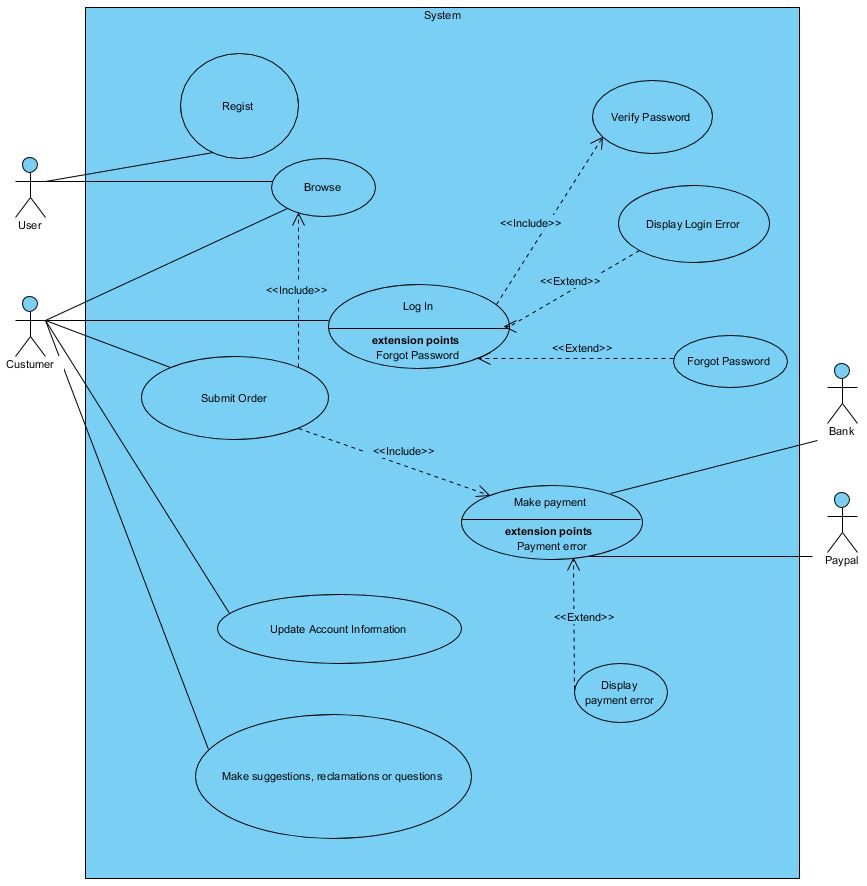 System
Regist
Verify Password
Browse
User
<<Include>>
Display Login Error
<<Include>>
<<Extend>>
Log In
extension points
Forgot Password
<<Extend>>
Forgot Password
Custumer
Submit Order
Bank
<<Include>>
Make payment
extension points
Payment error
Paypal
<<Extend>>
Update Account Information
Display
payment error
Make suggestions, reclamations or questions